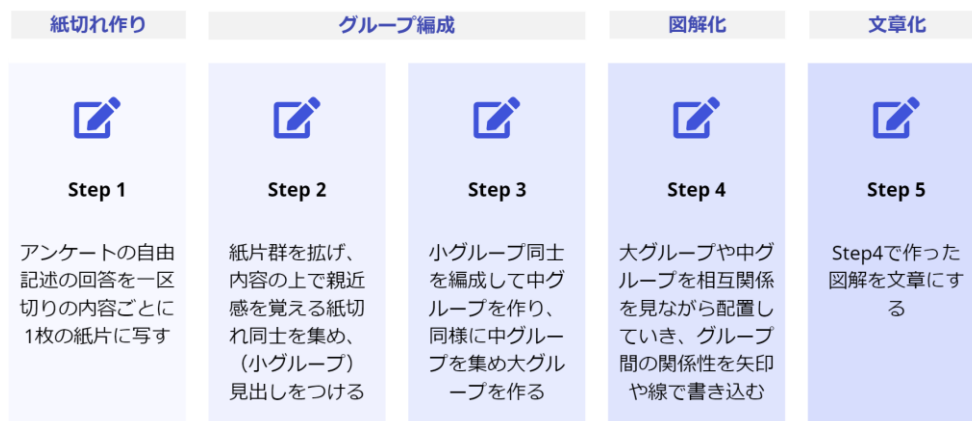 紙切れ作り
グループ編成
図解化
文章化
Step 1
アンケートの自由
記述の回答を一区
切りの内容ごとに
1枚の紙片に写す
Step 2
紙片群を拡げ、
内容の上で親近
感を覚える紙切
れ同士を集め、
（小グループ）
見出しをつける
Step 3
小グループ同士
を編成して中グ
ループを作り、
同様に中グルー
プを集め大グル
ープを作る
Step 4
大グループや中グ
ループを相互関係
を見ながら配置し
ていき、グループ
間の関係性を矢印
や線で書き込む
Step 5
Step4で作った
図解を文章にす
る